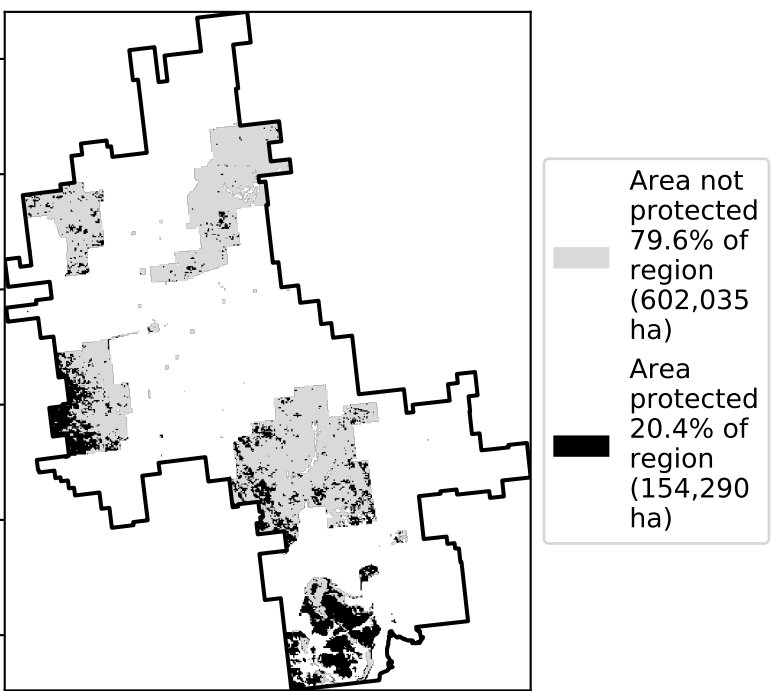 Area not
protected
79.6% of
region
(602,035
ha)
Area
protected
20.4% of
region
(154,290
ha)